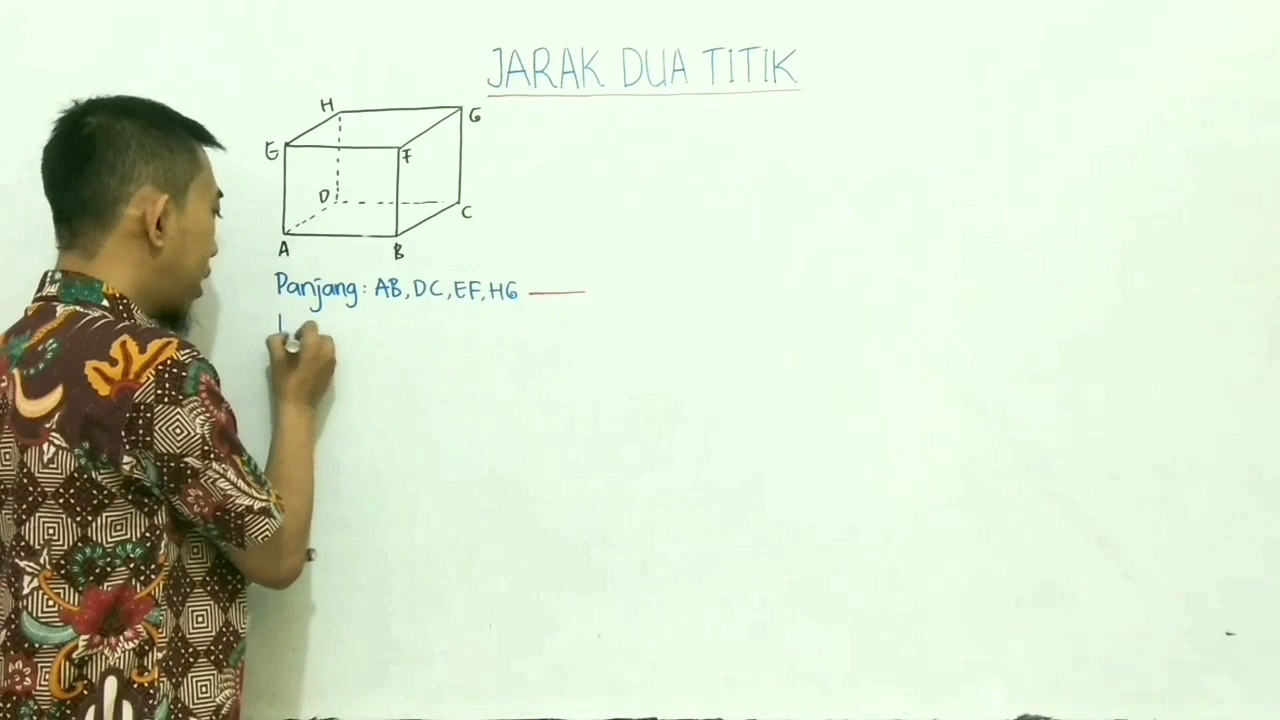 JARAK DUA TITIK
H
G
E
F
D
C
A
B
Panjang: AB, DC, EF, HG